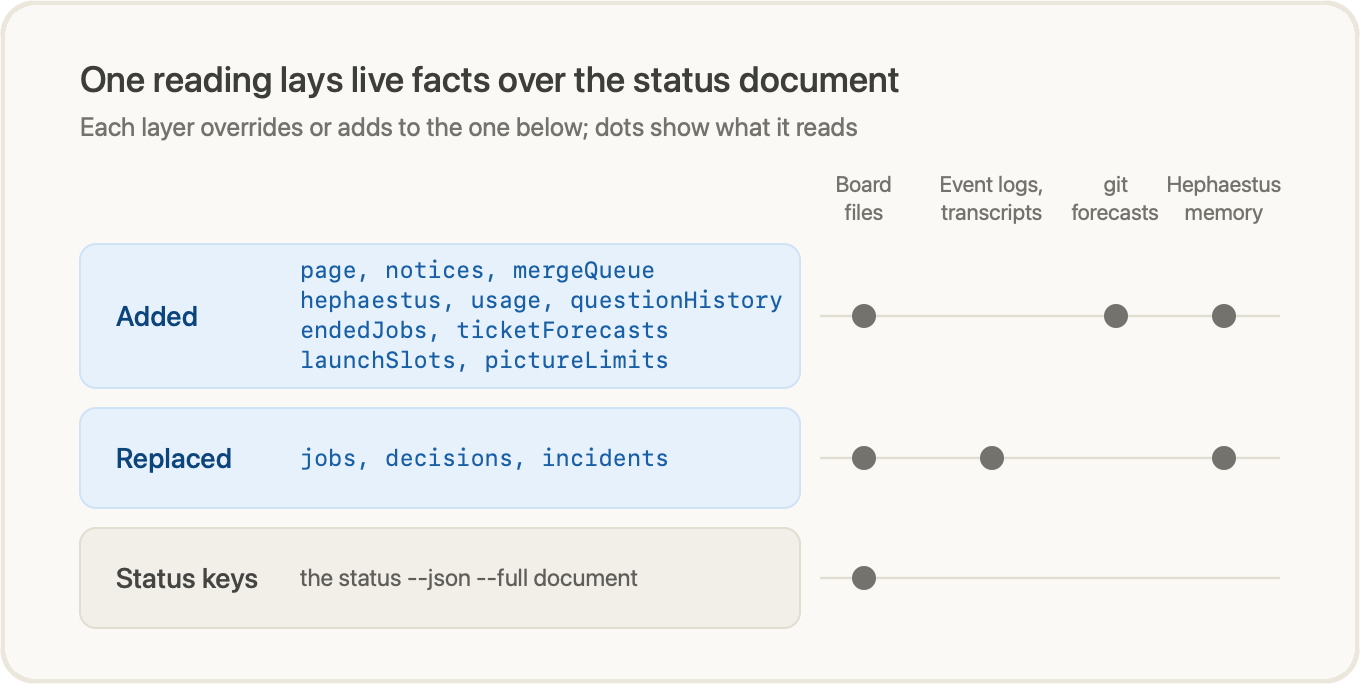 One reading lays live facts over the status document
Each layer overrides or adds to the one below; dots show what it reads
Board files
Event logs, transcripts
git forecasts
Hephaestus memory
Added
page, notices, mergeQueue
hephaestus, usage, questionHistory
endedJobs, ticketForecasts
launchSlots, pictureLimits
Replaced
jobs, decisions, incidents
Status keys
the status --json --full document